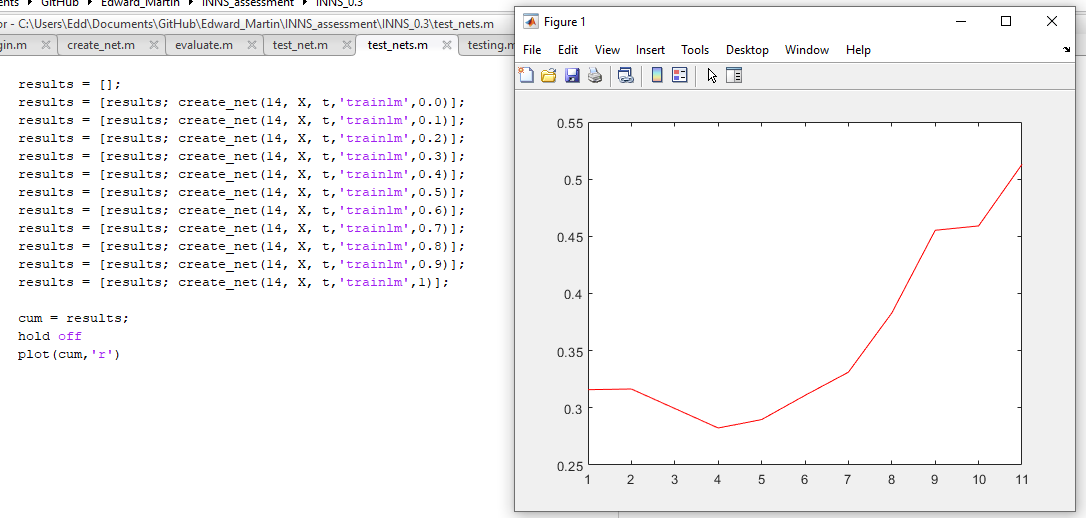 ents GitHub Edward_Martin INNS_assessment INNS_0.3
or - C:\Users\Edd\Documents\GitHub\Edward_Martin\INNS_assessment\INNS_0.3\test_nets.m
gin.m create_net.m evaluate.m test_net.m test_nets.m testing.m
results = [];
results = [results; create_net(14, X, t,'trainlm',0.0)];
results = [results; create_net(14, X, t,'trainlm',0.1)];
results = [results; create_net(14, X, t,'trainlm',0.2)];
results = [results; create_net(14, X, t,'trainlm',0.3)];
results = [results; create_net(14, X, t,'trainlm',0.4)];
results = [results; create_net(14, X, t,'trainlm',0.5)];
results = [results; create_net(14, X, t,'trainlm',0.6)];
results = [results; create_net(14, X, t,'trainlm',0.7)];
results = [results; create_net(14, X, t,'trainlm',0.8)];
results = [results; create_net(14, X, t,'trainlm',0.9)];
results = [results; create_net(14, X, t,'trainlm',1)];
cum = results;
hold off
plot(cum,'r')
Figure 1
File Edit View Insert Tools Desktop Window Help
0.55
0.5
0.45
0.4
0.35
0.3
0.25
1 2 3 4 5 6 7 8 9 10 11